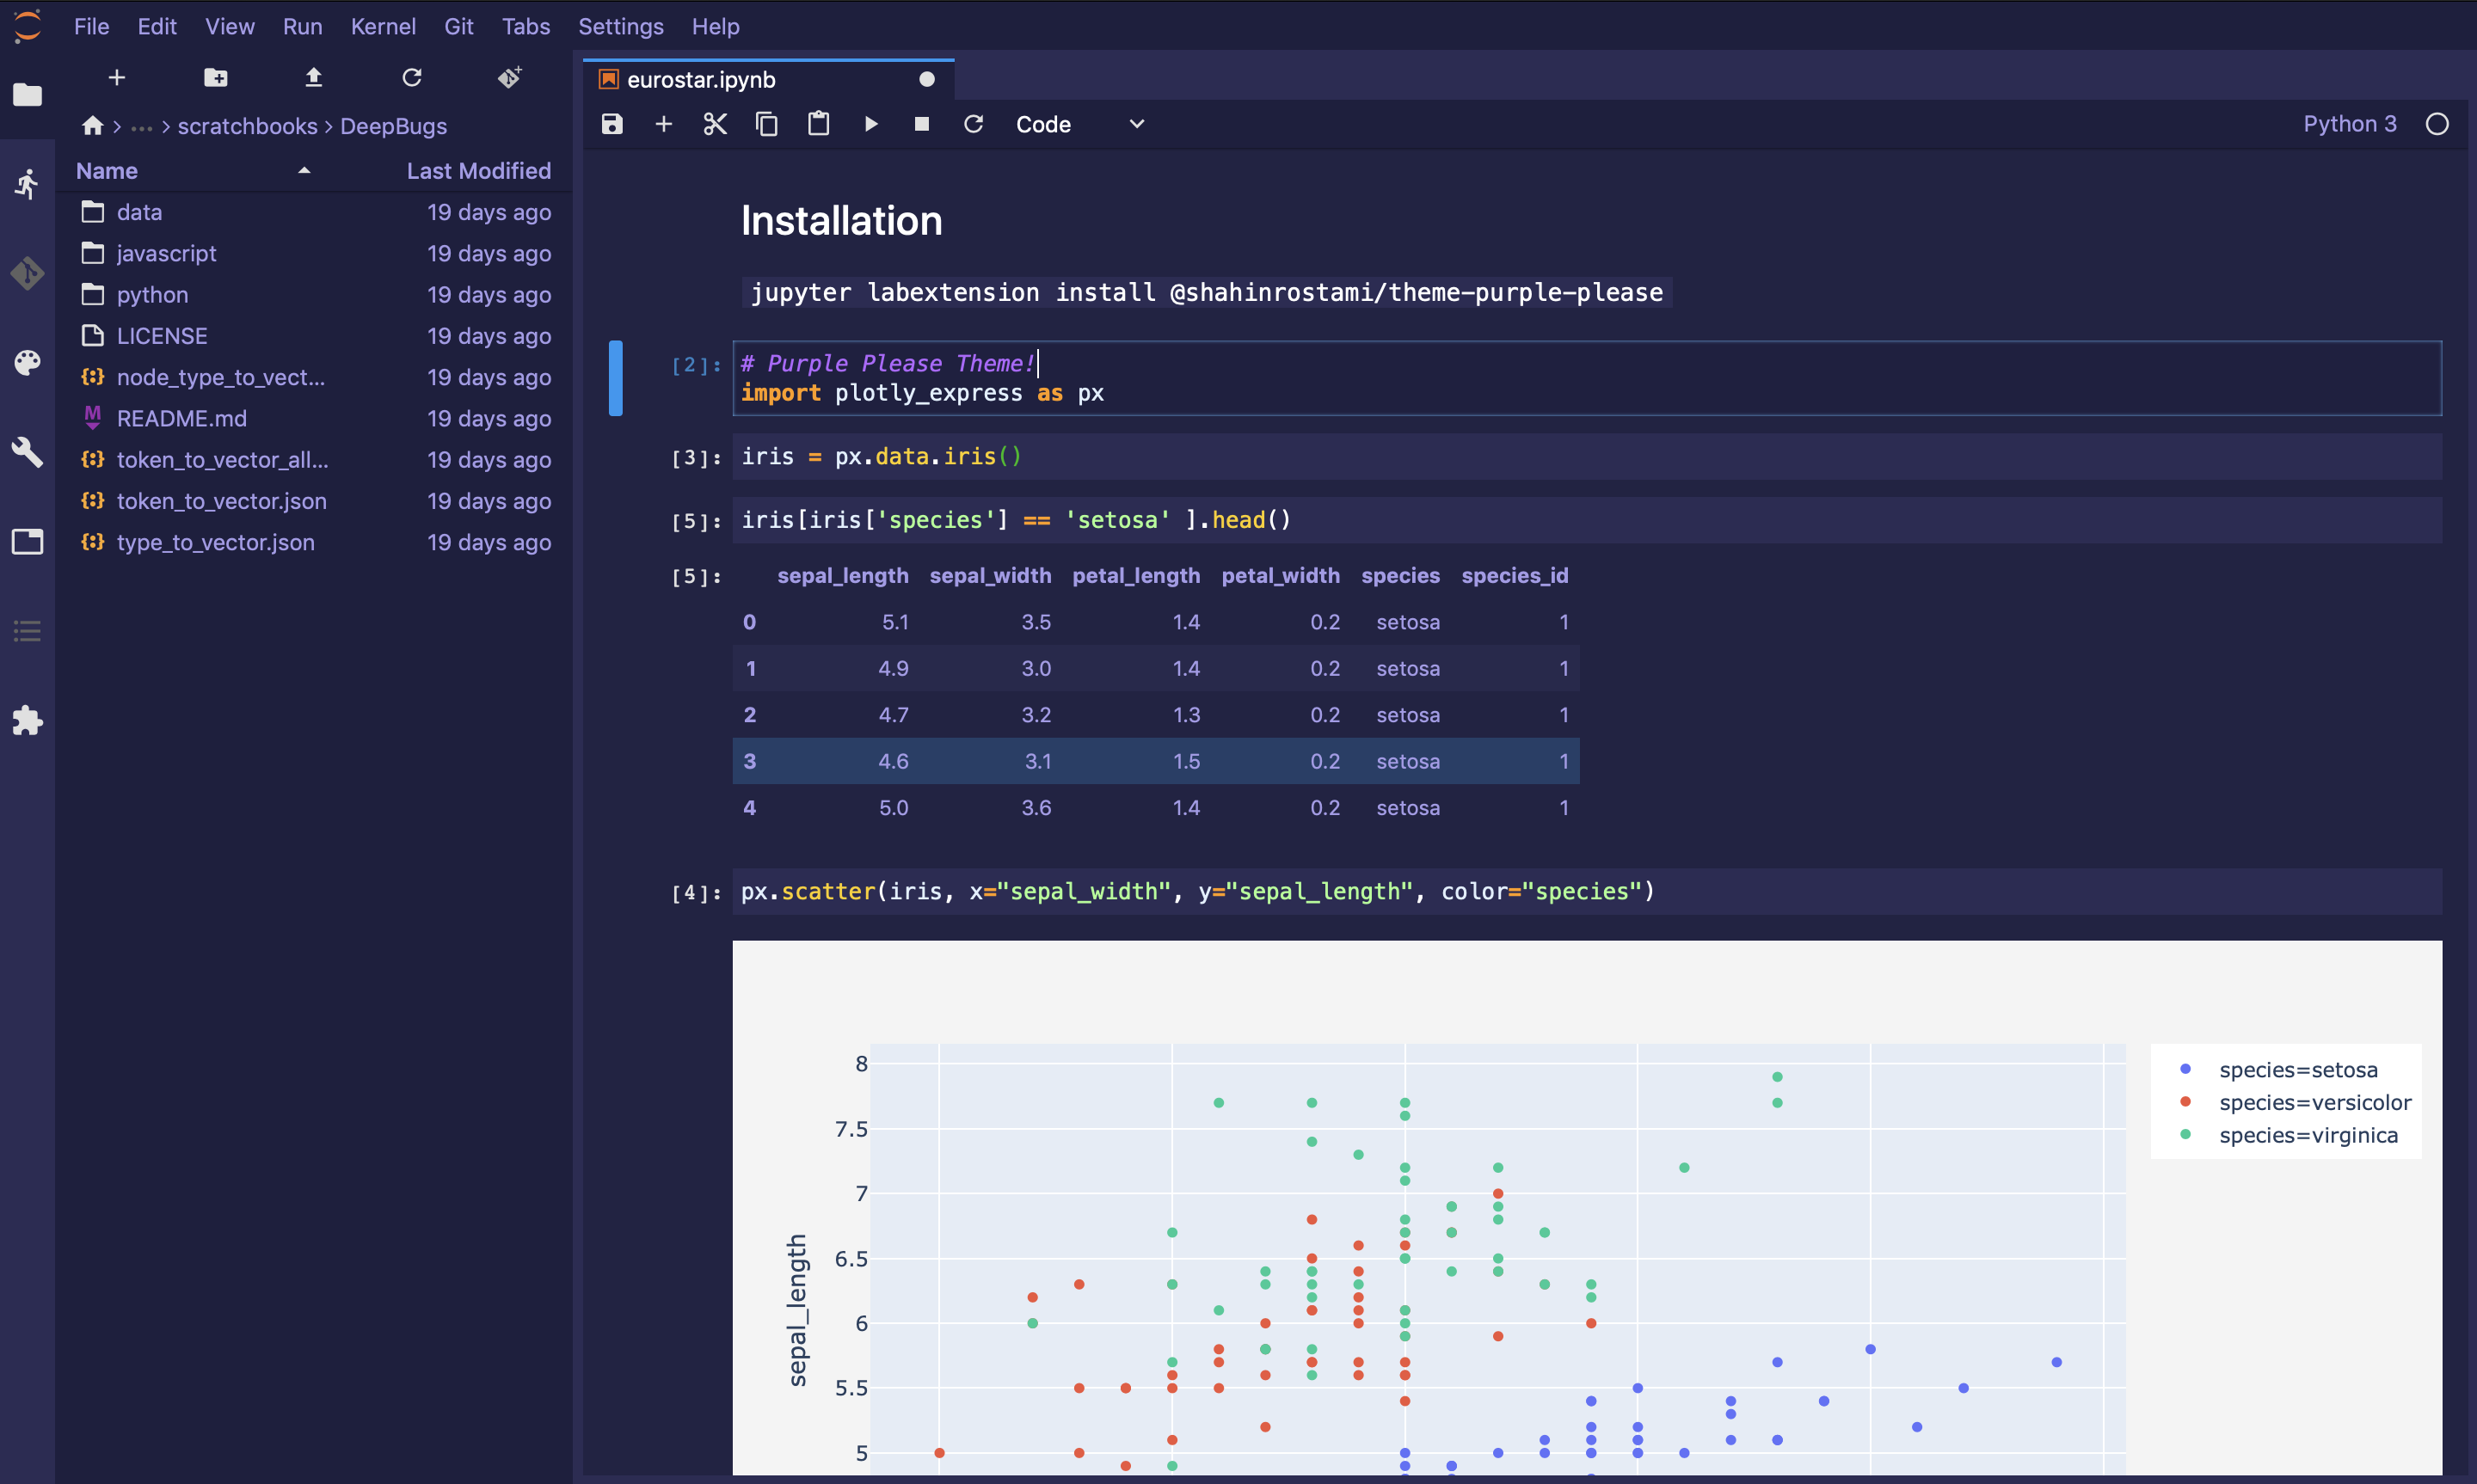 File Edit View Run Kernel Git Tabs Settings Help
… scratchbooks DeepBugs
Name Last Modified
data 19 days ago
javascript 19 days ago
python 19 days ago
LICENSE 19 days ago
node_type_to_vect... 19 days ago
README.md 19 days ago
token_to_vector_all... 19 days ago
token_to_vector.json 19 days ago
type_to_vector.json 19 days ago
eurostar.ipynb
Code Python 3
Installation
jupyter labextension install @shahinrostami/theme-purple-please
[2]: # Purple Please Theme!
import plotly_express as px
[3]: iris = px.data.iris()
[5]: iris[iris['species'] == 'setosa' ].head()
[5]: sepal_length sepal_width petal_length petal_width species species_id
0 5.1 3.5 1.4 0.2 setosa 1
1 4.9 3.0 1.4 0.2 setosa 1
2 4.7 3.2 1.3 0.2 setosa 1
3 4.6 3.1 1.5 0.2 setosa 1
4 5.0 3.6 1.4 0.2 setosa 1
[4]: px.scatter(iris, x="sepal_width", y="sepal_length", color="species")
8
7.5
7
6.5
6
5.5
5
sepal_length
species=setosa
species=versicolor
species=virginica